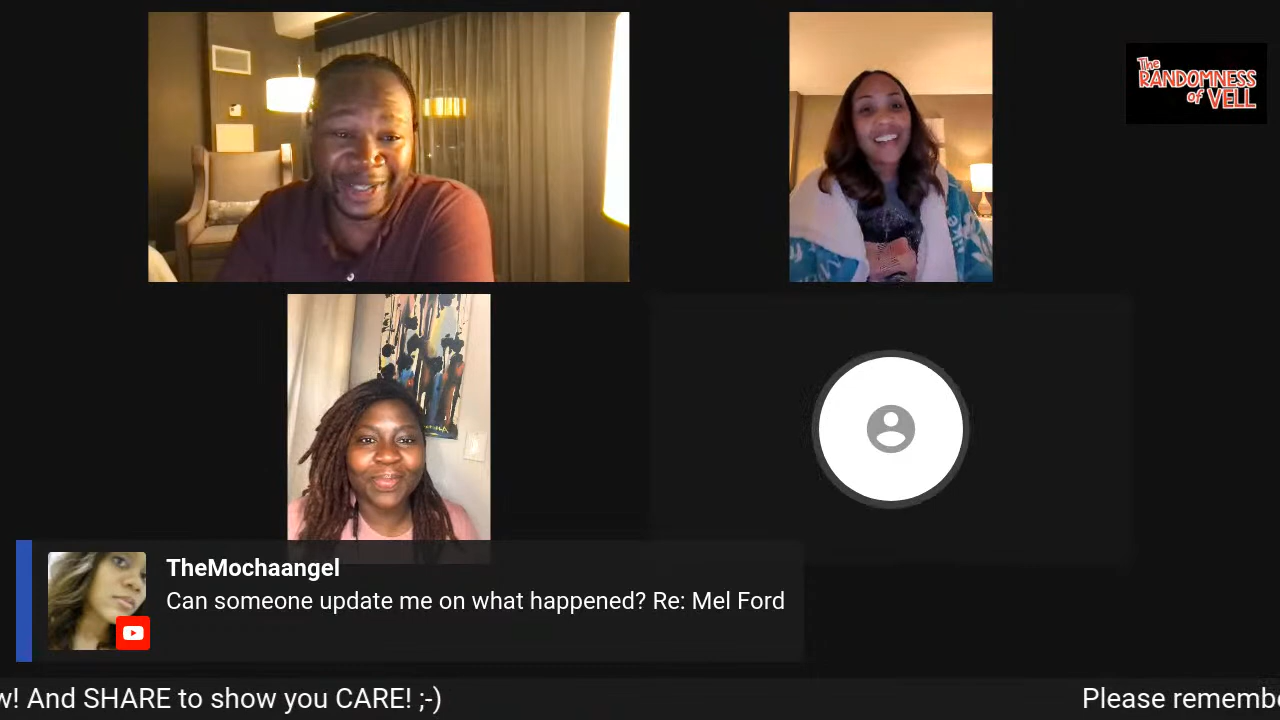 The
RANDOMNESS
of VELL
TheMochaangel
Can someone update me on what happened? Re: Mel Ford
w! And SHARE to show you CARE! ;-)
Please rememb